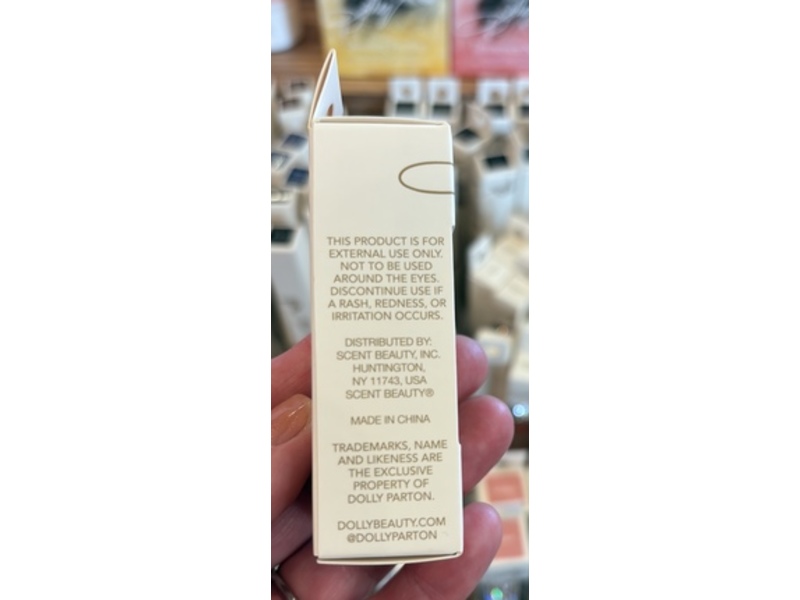 THIS PRODUCT IS FOR
EXTERNAL USE ONLY.
NOT TO BE USED
AROUND THE EYES.
DISCONTINUE USE IF
A RASH, REDNESS, OR
IRRITATION OCCURS.
DISTRIBUTED BY:
SCENT BEAUTY, INC.
HUNTINGTON,
NY 11743, USA
SCENT BEAUTY®
MADE IN CHINA
TRADEMARKS, NAME
AND LIKENESS ARE
THE EXCLUSIVE
PROPERTY OF
DOLLY PARTON.
DOLLYBEAUTY.COM
@DOLLYPARTON